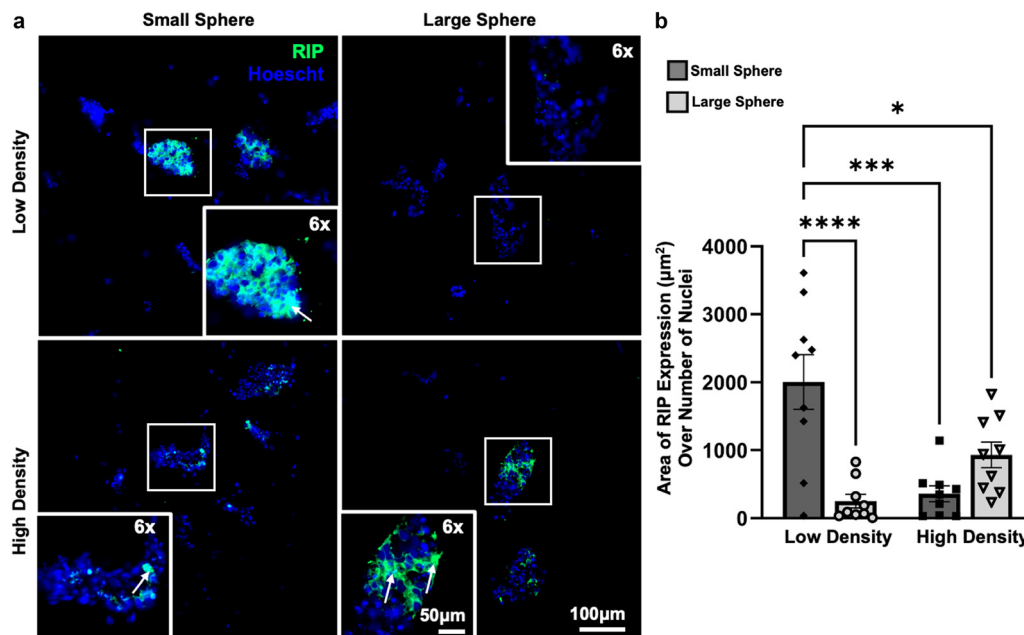 a
Small Sphere
Large Sphere
Low Density
High Density
RIP
Hoescht
6x
6x
6x
6x
50µm
100µm
b
Small Sphere
Large Sphere
*
***
****
Area of RIP Expression (µm²)
Over Number of Nuclei
4000
3000
2000
1000
0
Low Density
High Density